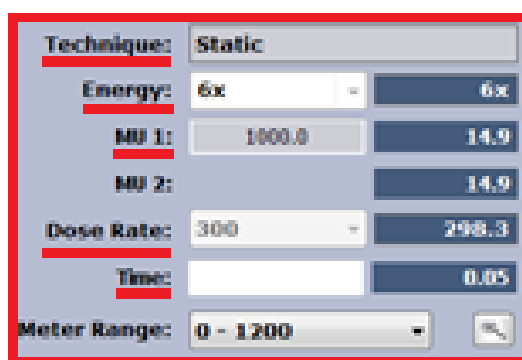 Technique: Static
Energy: 6x 6x
MU 1: 1000.0 14.9
MU 2: 14.9
Dose Rate: 300 298.3
Time: 0.05
Meter Range: 0 - 1200